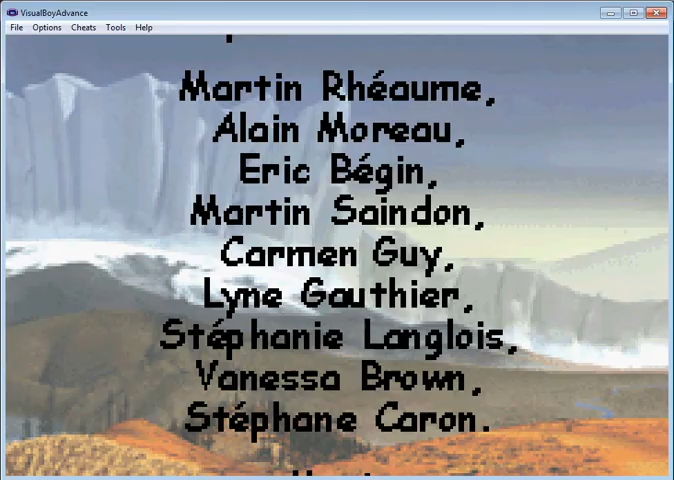 VisualBoyAdvance
File Options Cheats Tools Help
Martin Rhéaume,
Alain Moreau,
Eric Bégin,
Martin Saindon,
Carmen Guy,
Lyne Gauthier,
Stéphanie Langlois,
Vanessa Brown,
Stéphane Caron.